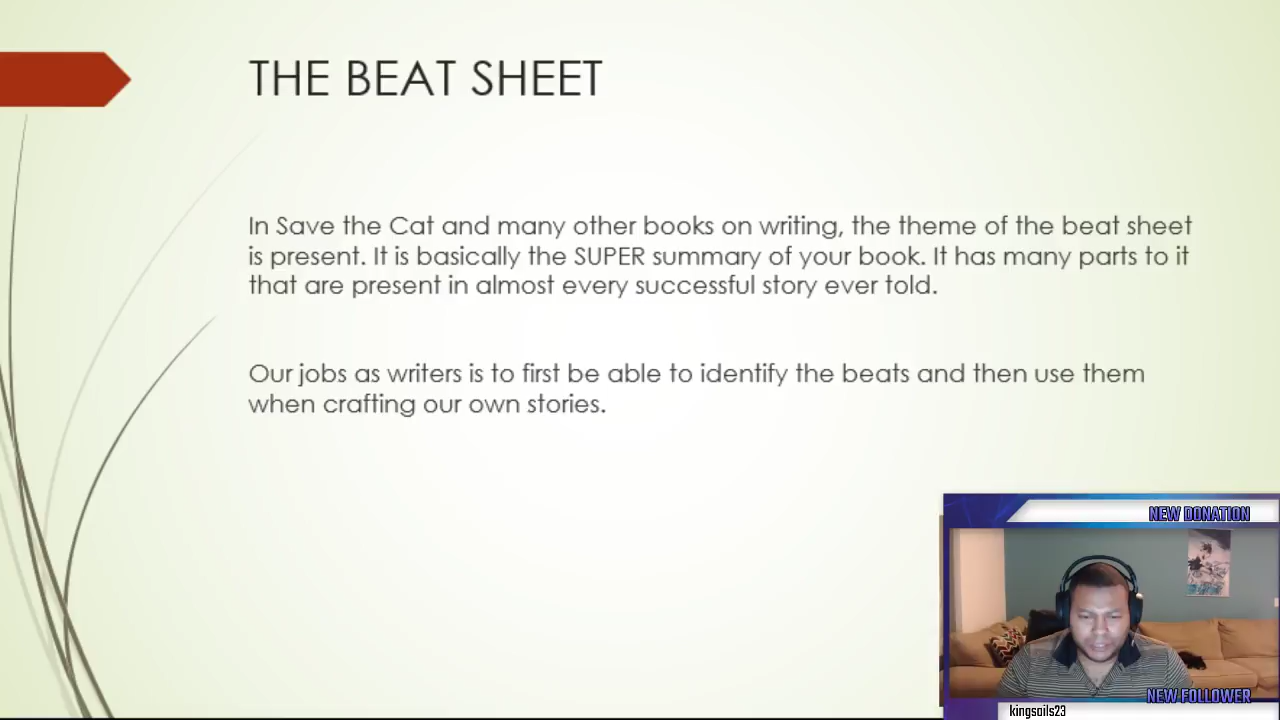 THE BEAT SHEET
In Save the Cat and many other books on writing, the theme of the beat sheet
is present. It is basically the SUPER summary of your book. It has many parts to it
that are present in almost every successful story ever told.
Our jobs as writers is to first be able to identify the beats and then use them
when crafting our own stories.
NEW DONATION
NEW FOLLOWER
kingsails23